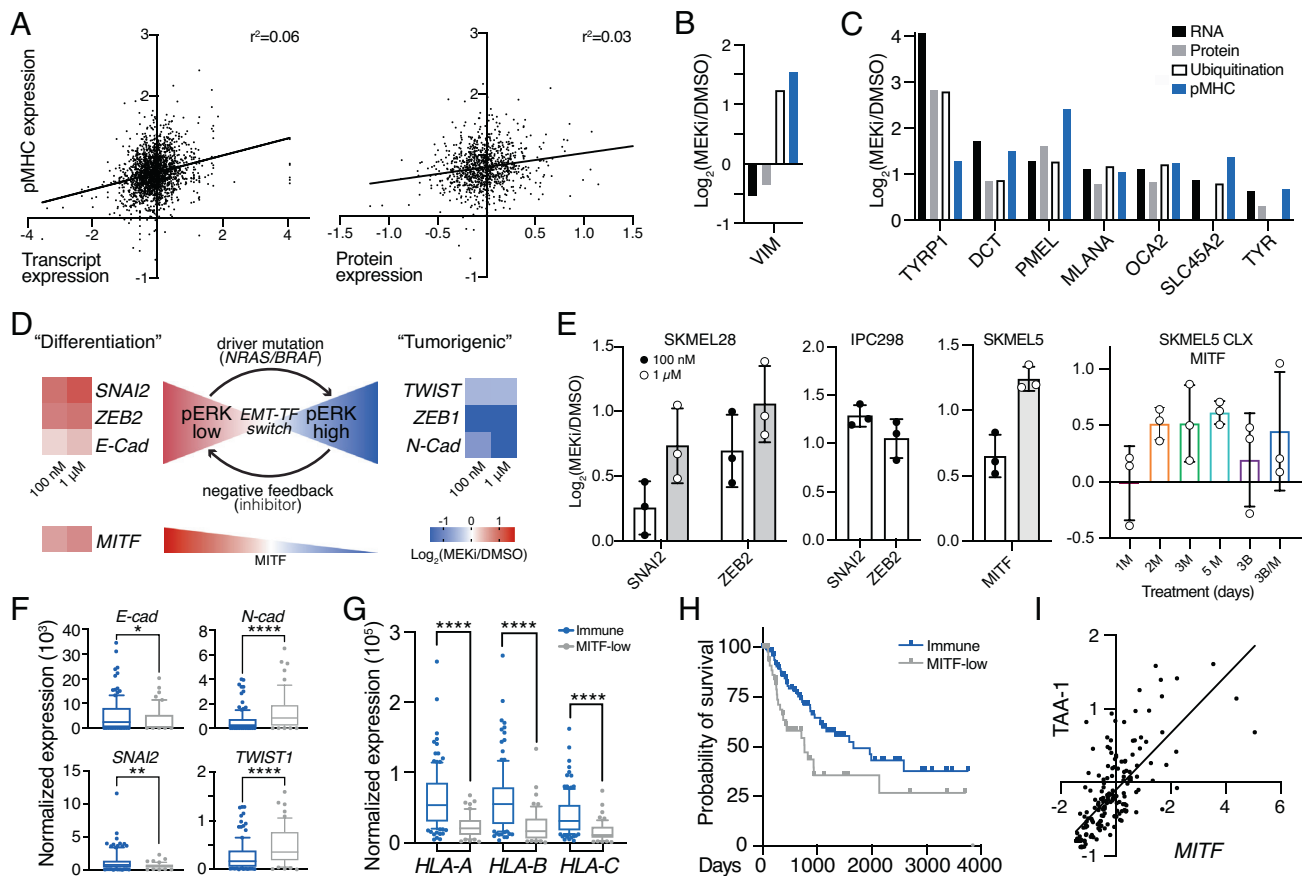 A
pMHC expression
3
2
1
-1
-4
-2
0
2
4
r²=0.06
Transcript
expression
3
2
1
-1
-1.5
-1.0
-0.5
0.0
0.5
1.0
1.5
r²=0.03
Protein
expression
B
Log2(MEKi/DMSO)
2
1
0
-1
VIM
C
Log2(MEKi/DMSO)
4
3
2
1
0
RNA
Protein
Ubiquitination
pMHC
TYRP1
DCT
PMEL
MLANA
OCA2
SLC45A2
TYR
D
"Differentiation"
SNAI2
ZEB2
E-Cad
100 nM
1 µM
MITF
driver mutation
(NRAS/BRAF)
pERK
low
EMT-TF
switch
pERK
high
negative feedback
(inhibitor)
MITF
"Tumorigenic"
TWIST
ZEB1
N-Cad
100 nM
1 µM
-1
0
1
Log2(MEKi/DMSO)
E
Log2(MEKi/DMSO)
SKMEL28
1.5
1.0
0.5
0.0
100 nM
1 µM
SNAI2
ZEB2
IPC298
2.0
1.5
1.0
0.5
0.0
SNAI2
ZEB2
SKMEL5
1.5
1.0
0.5
0.0
MITF
SKMEL5 CLX
MITF
1.0
0.5
0.0
-0.5
1M
2M
3M
5 M
3B
3B/M
Treatment (days)
F
Normalized expression (10³)
E-cad
40
30
20
10
0
*
N-cad
8
6
4
2
0
****
SNAI2
20
15
10
5
0
**
TWIST1
2
1
0
****
G
Normalized expression (10⁵)
3
2
1
0
****
****
****
Immune
MITF-low
HLA-A
HLA-B
HLA-C
H
Probability of survival
100
75
50
25
Immune
MITF-low
Days
0
1000
2000
3000
4000
I
TAA-1
2
1
-1
-2
2
4
6
MITF